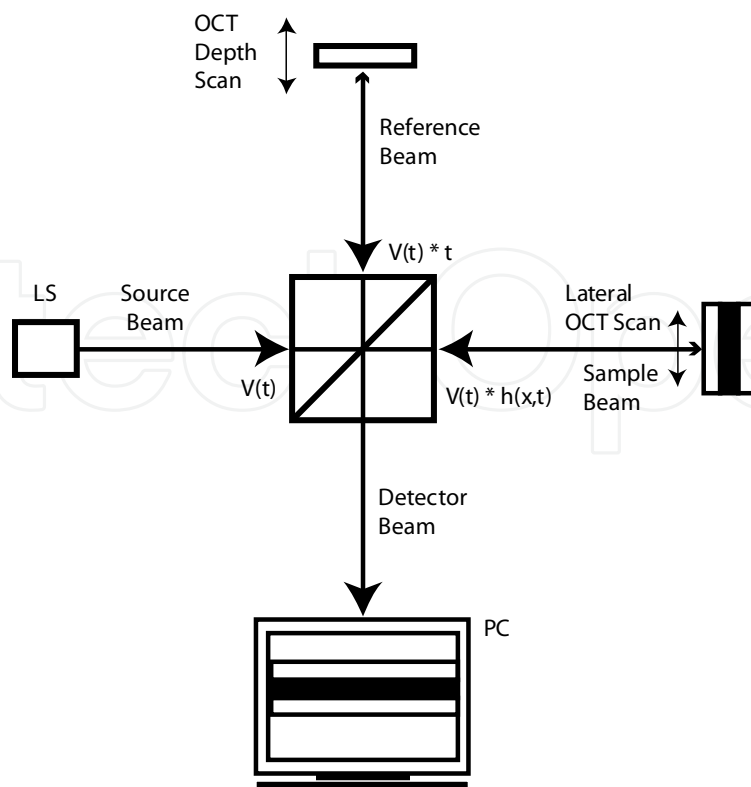 OCT
Depth
Scan
Reference
Beam
V(t) * t
LS
Source
Beam
Lateral
OCT Scan
V(t)
Sample
Beam
V(t) * h(x,t)
Detector
Beam
PC